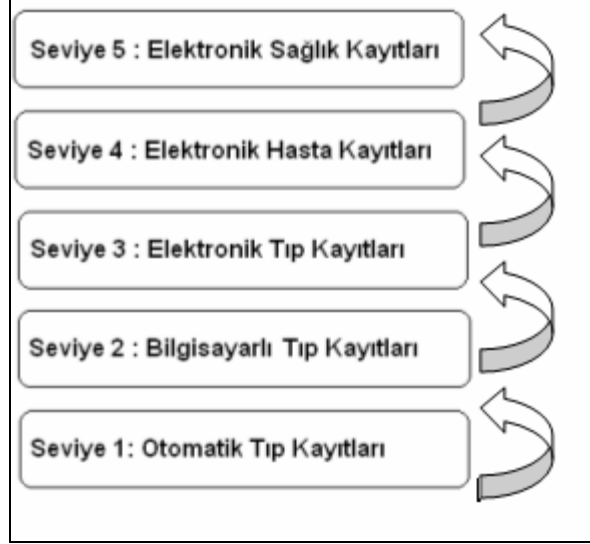 Seviye 5 : Elektronik Sağlık Kayıtları
Seviye 4 : Elektronik Hasta Kayıtları
Seviye 3 : Elektronik Tıp Kayıtları
Seviye 2 : Bilgisayarlı Tıp Kayıtları
Seviye 1: Otomatik Tıp Kayıtları